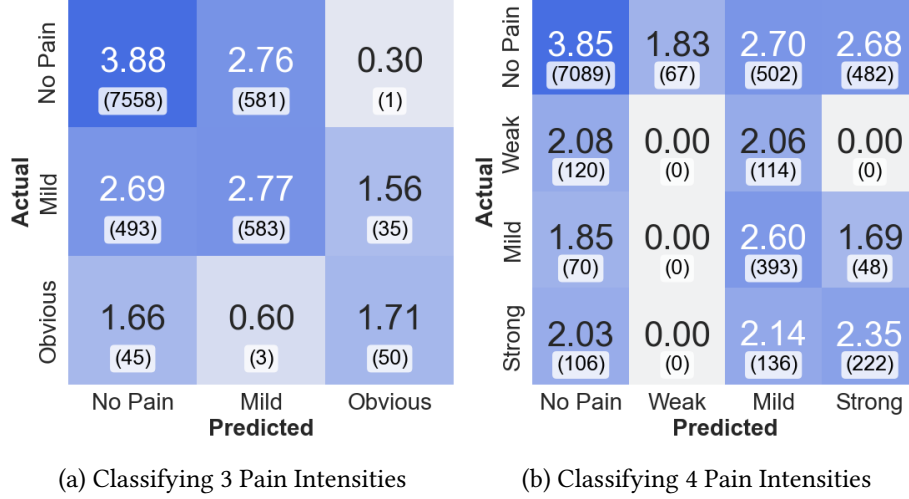 No Pain 3.88 2.76 0.30
(7558) (581) (1)
Actual
Mild 2.69 2.77 1.56
(493) (583) (35)
Obvious 1.66 0.60 1.71
(45) (3) (50)
No Pain Mild Obvious
Predicted
(a) Classifying 3 Pain Intensities
No Pain 3.85 1.83 2.70 2.68
(7089) (67) (502) (482)
Actual
Weak 2.08 0.00 2.06 0.00
(120) (0) (114) (0)
Mild 1.85 0.00 2.60 1.69
(70) (0) (393) (48)
Strong 2.03 0.00 2.14 2.35
(106) (0) (136) (222)
No Pain Weak Mild Strong
Predicted
(b) Classifying 4 Pain Intensities